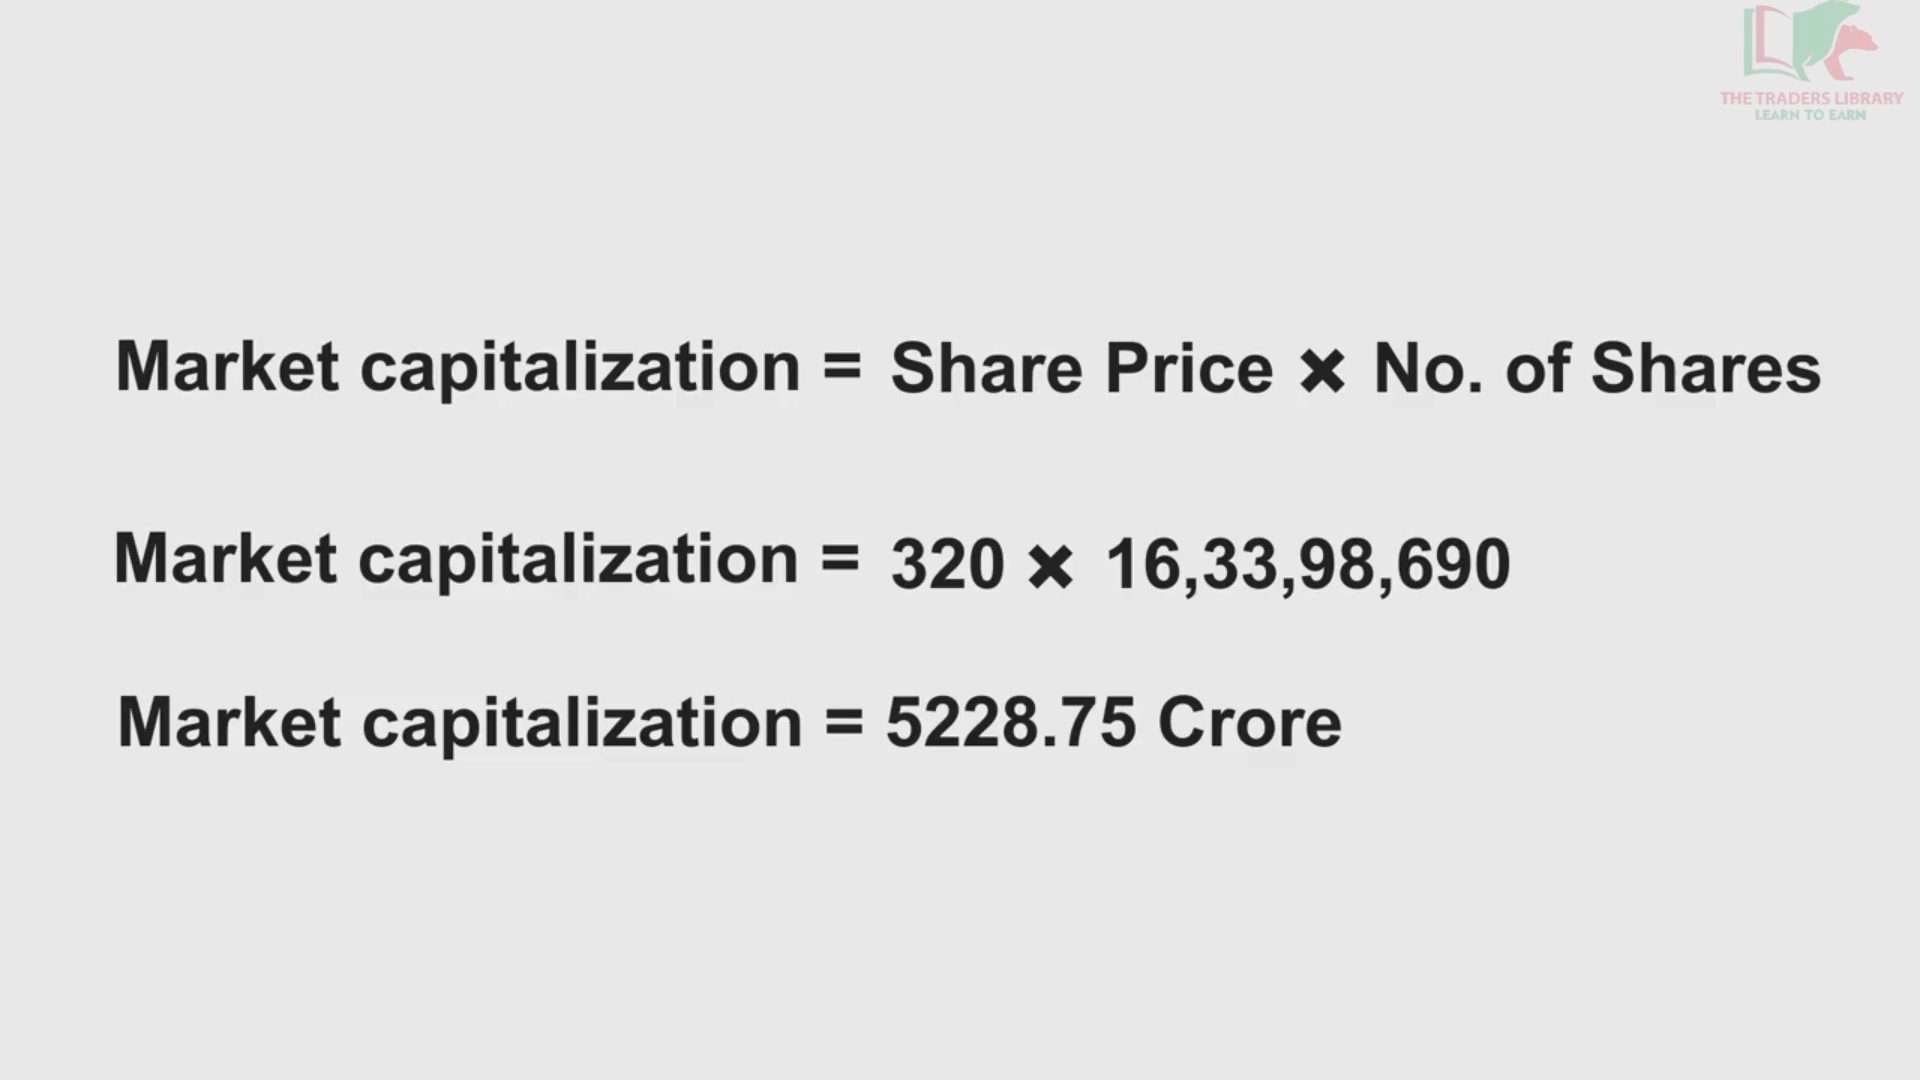 THE TRADERS LIBRARY
LEARN TO EARN
Market capitalization = Share Price × No. of Shares
Market capitalization = 320 × 16,33,98,690
Market capitalization = 5228.75 Crore